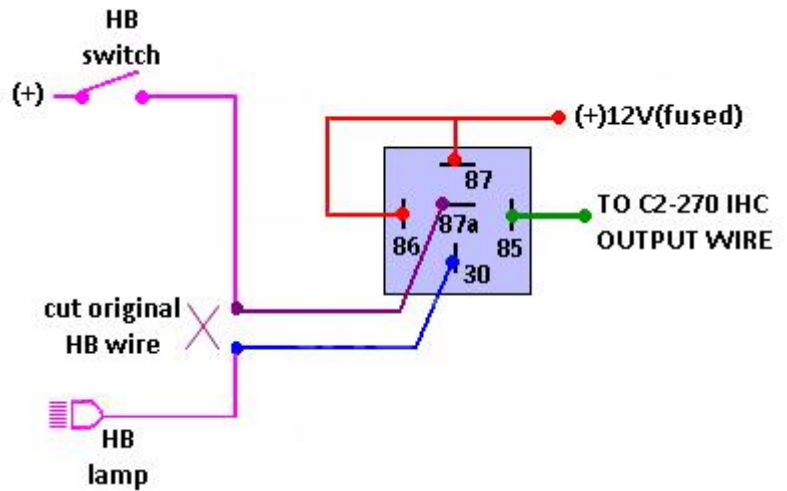 HB
switch
(+)
(+)12V(fused)
87
87a
86
85
30
TO C2-270 IHC
OUTPUT WIRE
cut original
HB wire
HB
lamp